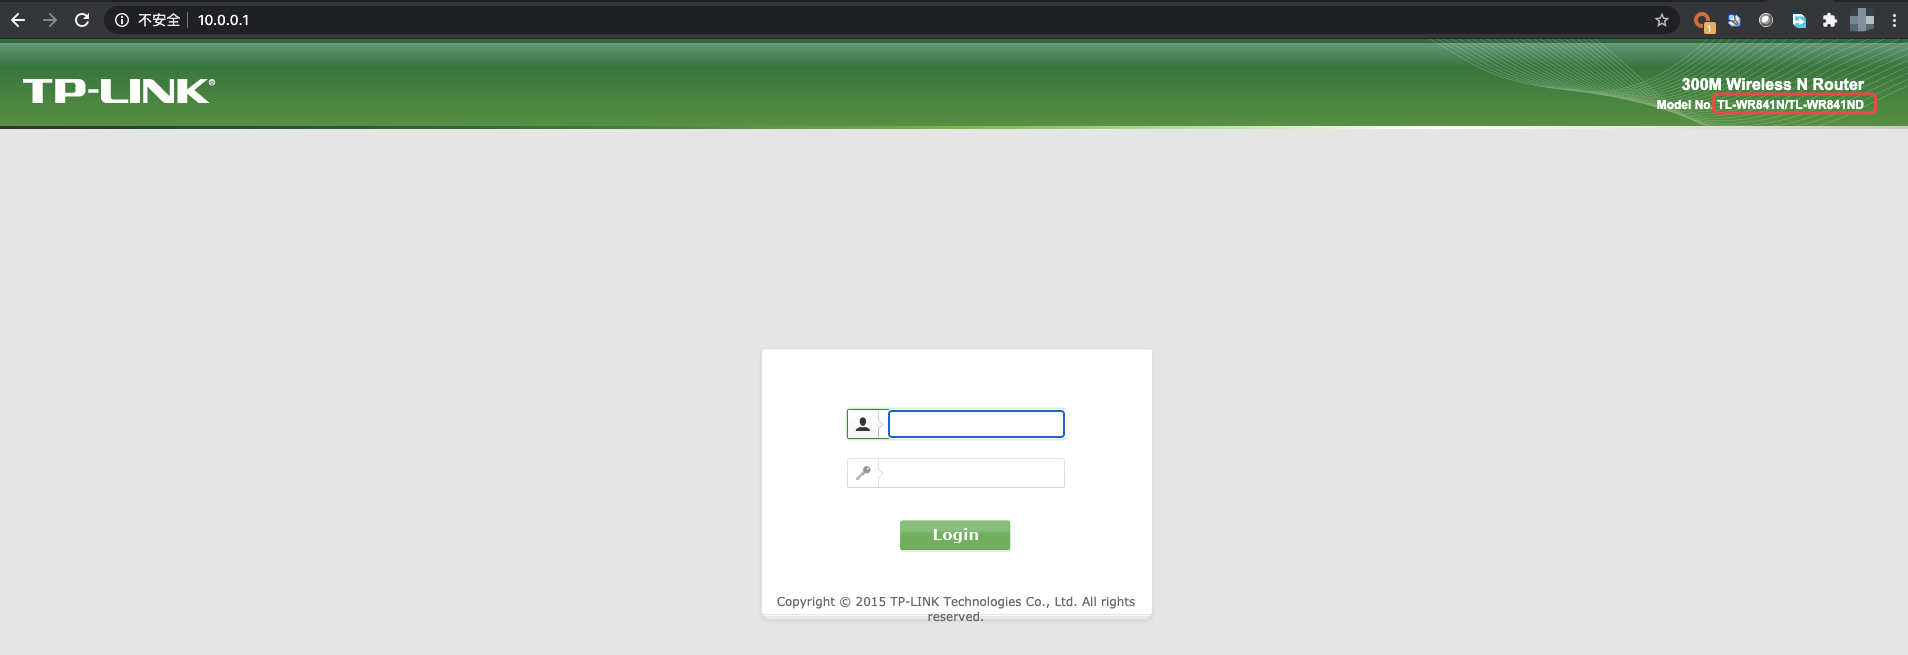 不安全 10.0.0.1
1
TP-LINK®
300M Wireless N Router
Model No. TL-WR841N/TL-WR841ND
Login
Copyright © 2015 TP-LINK Technologies Co., Ltd. All rights
reserved.